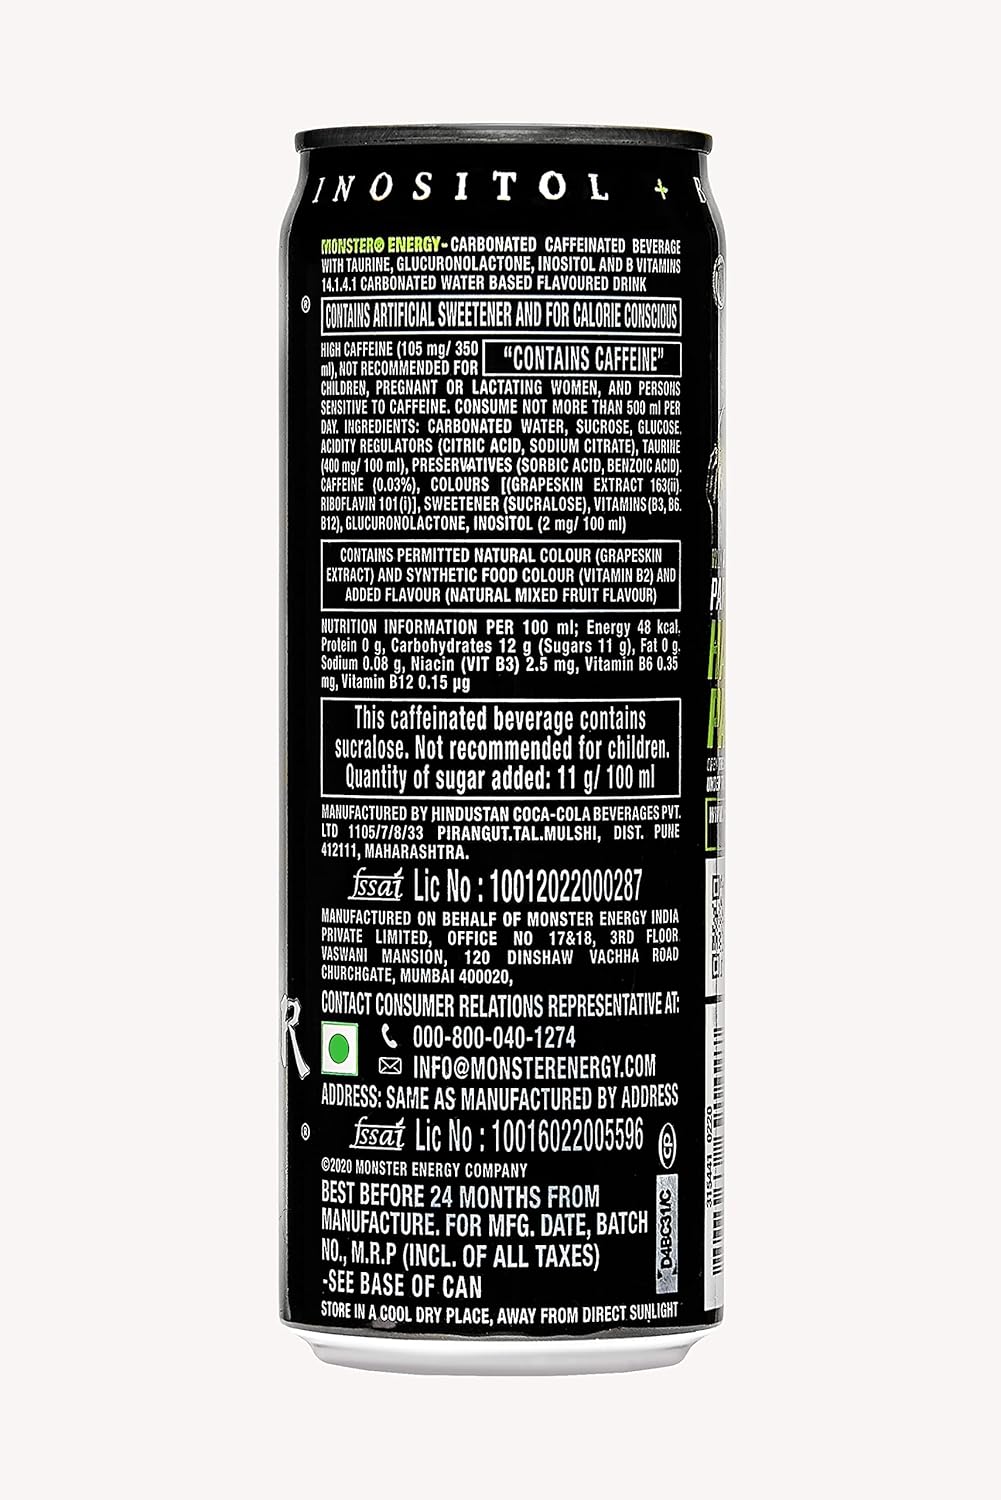 INOSITOL + B
MONSTER® ENERGY- CARBONATED CAFFEINATED BEVERAGE
WITH TAURINE, GLUCURONOLACTONE, INOSITOL AND B VITAMINS
14.1.4.1 CARBONATED WATER BASED FLAVOURED DRINK
®
CONTAINS ARTIFICIAL SWEETENER AND FOR CALORIE CONSCIOUS
HIGH CAFFEINE (105 mg/ 350
ml), NOT RECOMMENDED FOR
"CONTAINS CAFFEINE"
CHILDREN, PREGNANT OR LACTATING WOMEN, AND PERSONS
SENSITIVE TO CAFFEINE. CONSUME NOT MORE THAN 500 ml PER
DAY. INGREDIENTS: CARBONATED WATER, SUCROSE, GLUCOSE,
ACIDITY REGULATORS (CITRIC ACID, SODIUM CITRATE), TAURINE
(400 mg/ 100 ml), PRESERVATIVES (SORBIC ACID, BENZOIC ACID),
CAFFEINE (0.03%), COLOURS [(GRAPESKIN EXTRACT 163(ii),
RIBOFLAVIN 101(i)], SWEETENER (SUCRALOSE), VITAMINS (B3, B6,
B12), GLUCURONOLACTONE, INOSITOL (2 mg/ 100 ml)
CONTAINS PERMITTED NATURAL COLOUR (GRAPESKIN
EXTRACT) AND SYNTHETIC FOOD COLOUR (VITAMIN B2) AND
ADDED FLAVOUR (NATURAL MIXED FRUIT FLAVOUR)
NUTRITION INFORMATION PER 100 ml; Energy 48 kcal,
Protein 0 g, Carbohydrates 12 g (Sugars 11 g), Fat 0 g,
Sodium 0.08 g, Niacin (VIT B3) 2.5 mg, Vitamin B6 0.35
mg, Vitamin B12 0.15 µg
This caffeinated beverage contains
sucralose. Not recommended for children.
Quantity of sugar added: 11 g/ 100 ml
MANUFACTURED BY HINDUSTAN COCA-COLA BEVERAGES PVT.
LTD 1105/7/8/33 PIRANGUT.TAL.MULSHI, DIST. PUNE
412111, MAHARASHTRA.
fssai Lic No : 10012022000287
MANUFACTURED ON BEHALF OF MONSTER ENERGY INDIA
PRIVATE LIMITED, OFFICE NO 17&18, 3RD FLOOR
VASWANI MANSION, 120 DINSHAW VACHHA ROAD
CHURCHGATE, MUMBAI 400020,
CONTACT CONSUMER RELATIONS REPRESENTATIVE AT:
000-800-040-1274
INFO@MONSTERENERGY.COM
ADDRESS: SAME AS MANUFACTURED BY ADDRESS
®
fssai Lic No : 10016022005596
©2020 MONSTER ENERGY COMPANY
BEST BEFORE 24 MONTHS FROM
MANUFACTURE. FOR MFG. DATE, BATCH
NO., M.R.P (INCL. OF ALL TAXES)
-SEE BASE OF CAN
STORE IN A COOL DRY PLACE, AWAY FROM DIRECT SUNLIGHT
D4BC31/C
315441 0220